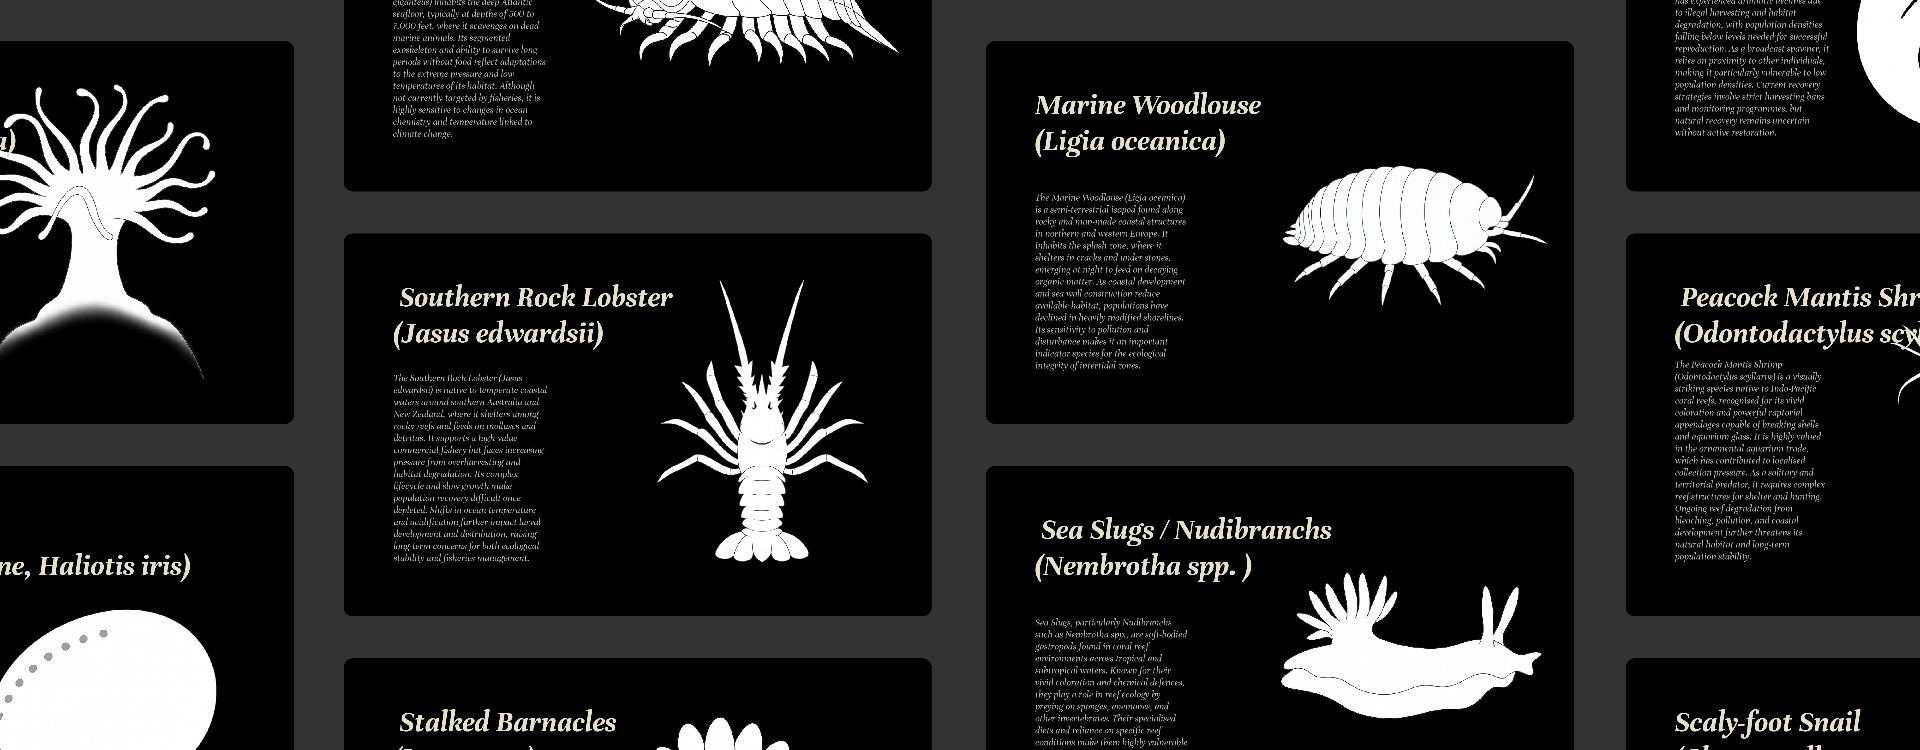 a)
ne, Haliotis iris)
giganteus) inhabits the deep Atlantic
seafloor, typically at depths of 500 to
7,000 feet, where it scavenges on dead
marine animals. Its segmented
exoskeleton and ability to survive long
periods without food reflect adaptations
to the extreme pressure and low
temperatures of its habitat. Although
not currently targeted by fisheries, it is
highly sensitive to changes in ocean
chemistry and temperature linked to
climate change.
Southern Rock Lobster
(Jasus edwardsii)
The Southern Rock Lobster (Jasus
edwardsii) is native to temperate coastal
waters around southern Australia and
New Zealand, where it shelters among
rocky reefs and feeds on molluscs and
detritus. It supports a high-value
commercial fishery but faces increasing
pressure from overharvesting and
habitat degradation. Its complex
lifecycle and slow growth make
population recovery difficult once
depleted. Shifts in ocean temperature
and acidification further impact larval
development and distribution, raising
long-term concerns for both ecological
stability and fisheries management.
Stalked Barnacles
Marine Woodlouse
(Ligia oceanica)
The Marine Woodlouse (Ligia oceanica)
is a semi-terrestrial isopod found along
rocky and man-made coastal structures
in northern and western Europe. It
inhabits the splash zone, where it
shelters in cracks and under stones,
emerging at night to feed on decaying
organic matter. As coastal development
and sea wall construction reduce
available habitat, populations have
declined in heavily modified shorelines.
Its sensitivity to pollution and
disturbance makes it an important
indicator species for the ecological
integrity of intertidal zones.
Sea Slugs / Nudibranchs
(Nembrotha spp. )
Sea Slugs, particularly Nudibranchs
such as Nembrotha spp., are soft-bodied
gastropods found in coral reef
environments across tropical and
subtropical waters. Known for their
vivid coloration and chemical defences,
they play a role in reef ecology by
preying on sponges, anemones, and
other invertebrates. Their specialised
diets and reliance on specific reef
conditions make them highly vulnerable
has experienced dramatic declines due
to illegal harvesting and habitat
degradation, with population densities
falling below levels needed for successful
reproduction. As a broadcast spawner, it
relies on proximity to other individuals,
making it particularly vulnerable to low
population densities. Current recovery
strategies involve strict harvesting bans
and monitoring programmes, but
natural recovery remains uncertain
without active restoration.
Peacock Mantis Shr
(Odontodactylus scy
The Peacock Mantis Shrimp
(Odontodactylus scyllarus) is a visually
striking species native to Indo-Pacific
coral reefs, recognised for its vivid
coloration and powerful raptorial
appendages capable of breaking shells
and aquarium glass. It is highly valued
in the ornamental aquarium trade,
which has contributed to localised
collection pressure. As a solitary and
territorial predator, it requires complex
reef structures for shelter and hunting.
Ongoing reef degradation from
bleaching, pollution, and coastal
development further threatens its
natural habitat and long-term
population stability.
Scaly-foot Snail